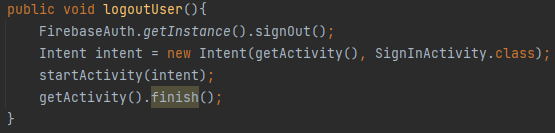 public void logoutUser(){
    FirebaseAuth.getInstance().signOut();
    Intent intent = new Intent(getActivity(), SignInActivity.class);
    startActivity(intent);
    getActivity().finish();
}